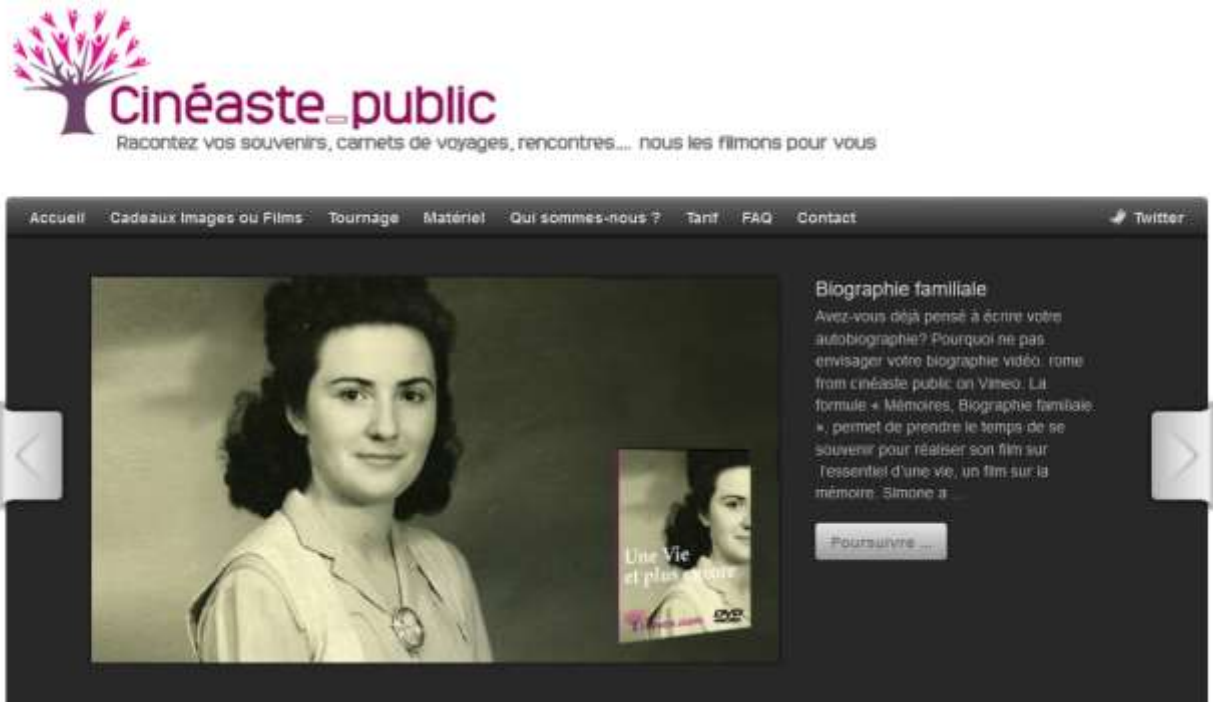 Cinéaste_public
Racontez vos souvenirs, carnets de voyages, rencontres.... nous les filmons pour vous
Accueil Cadeaux Images ou Films Tournage Matériel Qui sommes-nous ? Tarif FAQ Contact Twitter
Biographie familiale
Avez-vous déjà pensé à écrire votre
autobiographie? Pourquoi ne pas
envisager votre biographie vidéo. rome
from cinéaste public on Vimeo. La
formule « Mémoires, Biographie familiale
», permet de prendre le temps de se
souvenir pour réaliser son film sur
l'essentiel d'une vie, un film sur la
mémoire. Simone a ...
Poursuivre ...
Une Vie
et plus encore
DVD